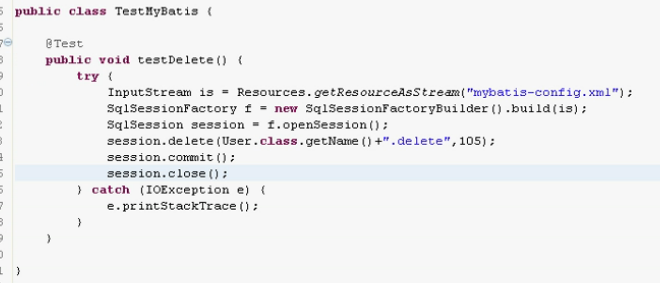 public class TestMyBatis {
@Test
public void testDelete() {
try {
InputStream is = Resources.getResourceAsStream("mybatis-config.xml");
SqlSessionFactory f = new SqlSessionFactoryBuilder().build(is);
SqlSession session = f.openSession();
session.delete(User.class.getName()+".delete",105);
session.commit();
session.close();
} catch (IOException e) {
e.printStackTrace();
}
}
}